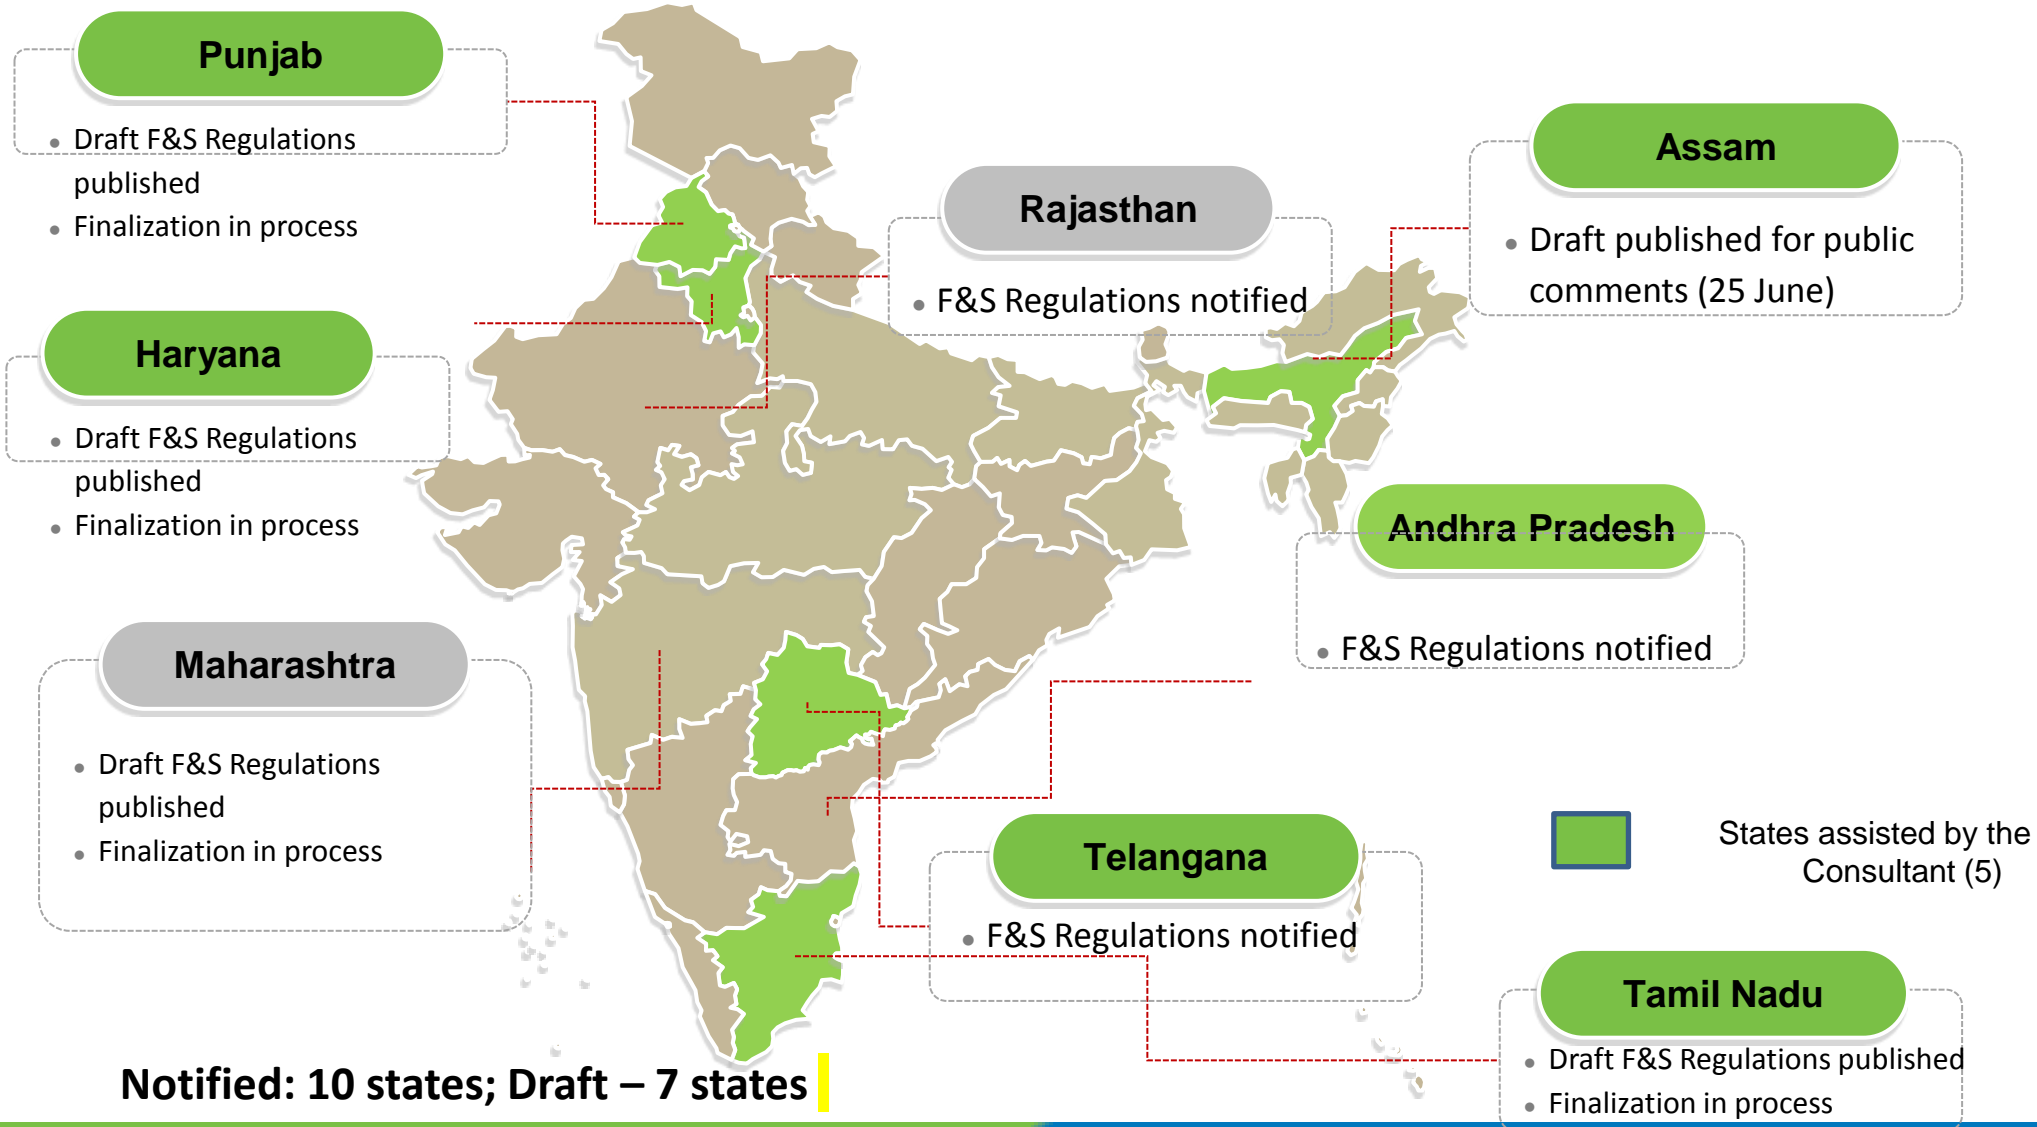 Punjab
• Draft F&S Regulations
published
• Finalization in process
Haryana
• Draft F&S Regulations
published
• Finalization in process
Maharashtra
• Draft F&S Regulations
published
• Finalization in process
Rajasthan
• F&S Regulations notified
Assam
• Draft published for public
comments (25 June)
Andhra Pradesh
• F&S Regulations notified
Telangana
• F&S Regulations notified
States assisted by the
Consultant (5)
Tamil Nadu
• Draft F&S Regulations published
• Finalization in process
Notified: 10 states; Draft – 7 states